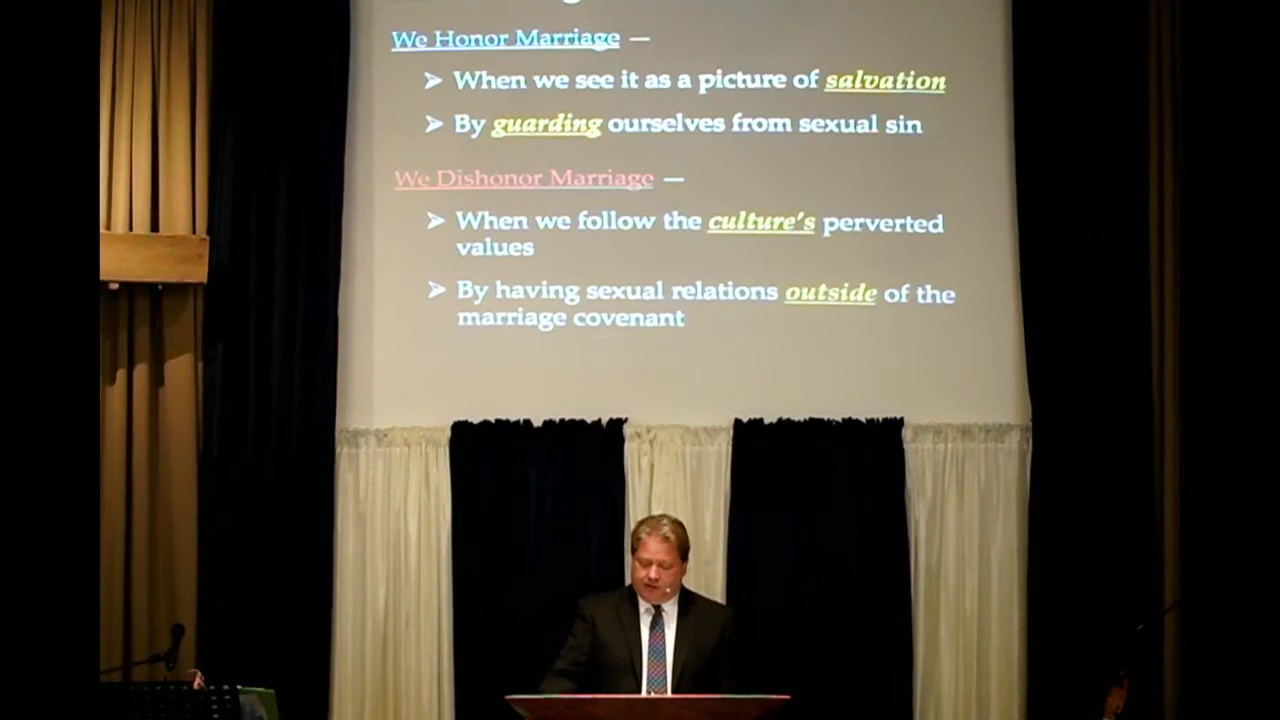 We Honor Marriage —
➢ When we see it as a picture of salvation
➢ By guarding ourselves from sexual sin
We Dishonor Marriage —
➢ When we follow the culture's perverted
values
➢ By having sexual relations outside of the
marriage covenant